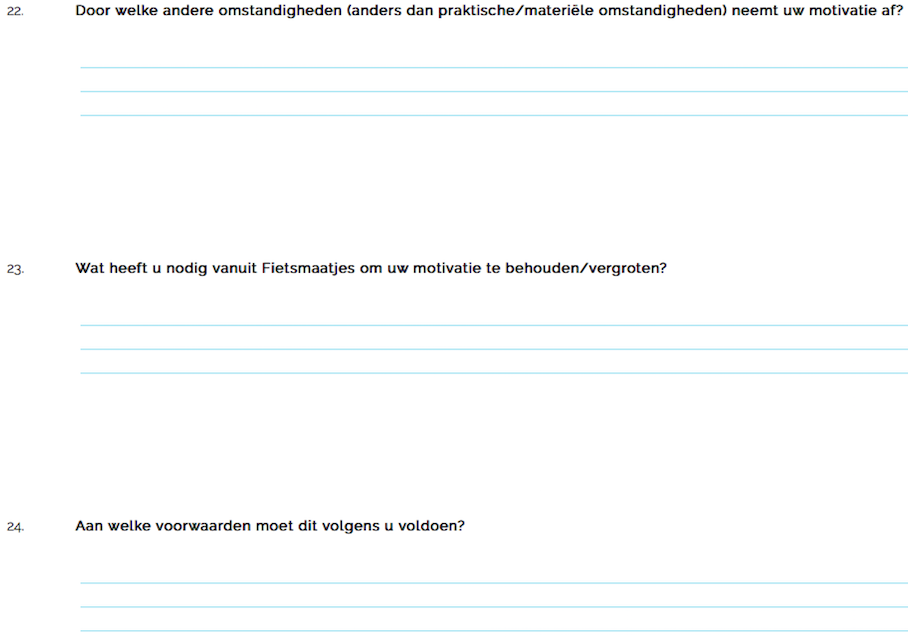 22. Door welke andere omstandigheden (anders dan praktische/materiële omstandigheden) neemt uw motivatie af?
23. Wat heeft u nodig vanuit Fietsmaatjes om uw motivatie te behouden/vergroten?
24. Aan welke voorwaarden moet dit volgens u voldoen?